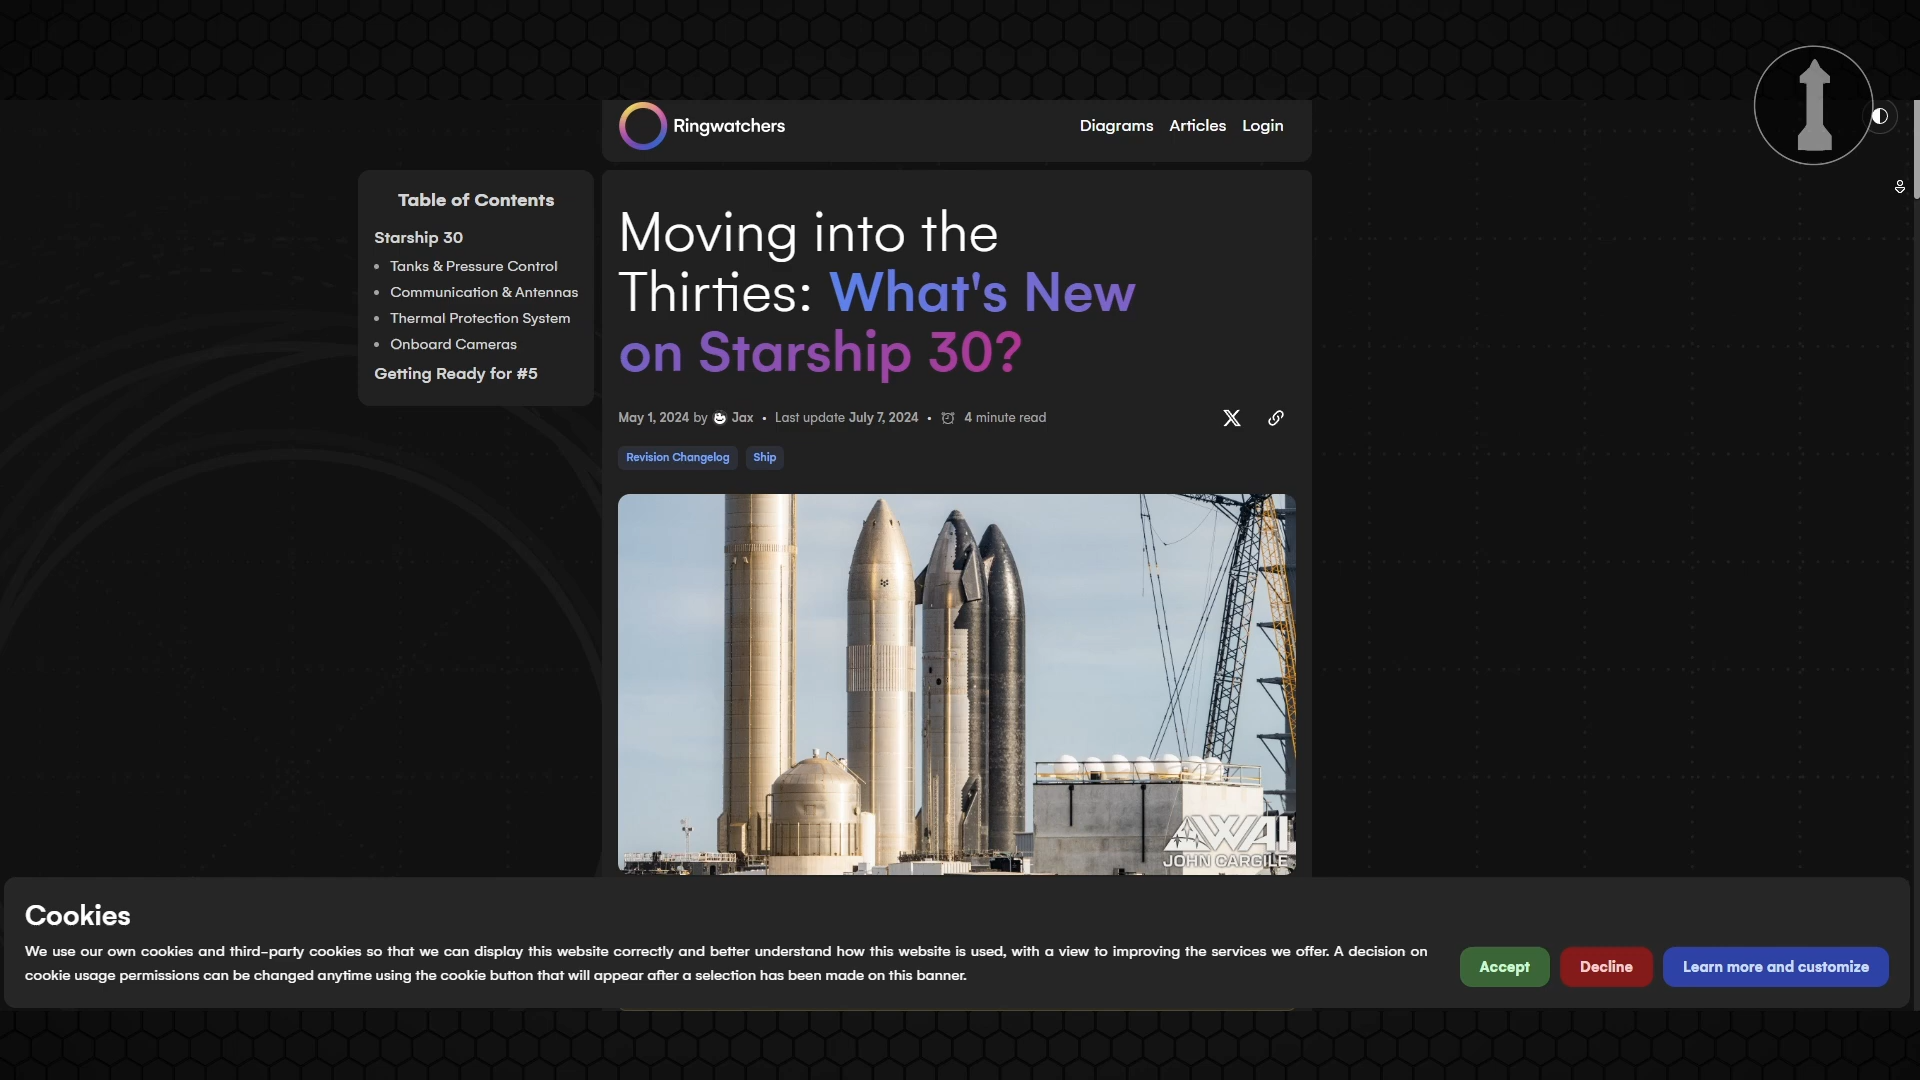 Ringwatchers
Diagrams Articles Login
Table of Contents
Starship 30
Tanks & Pressure Control
Communication & Antennas
Thermal Protection System
Onboard Cameras
Getting Ready for #5
Moving into the
Thirties: What's New
on Starship 30?
May 1, 2024 by Jax • Last update July 7, 2024 • 4 minute read
Revision Changelog Ship
AWAI
JOHN CARGILE
Cookies
We use our own cookies and third-party cookies so that we can display this website correctly and better understand how this website is used, with a view to improving the services we offer. A decision on
cookie usage permissions can be changed anytime using the cookie button that will appear after a selection has been made on this banner.
Accept Decline Learn more and customize